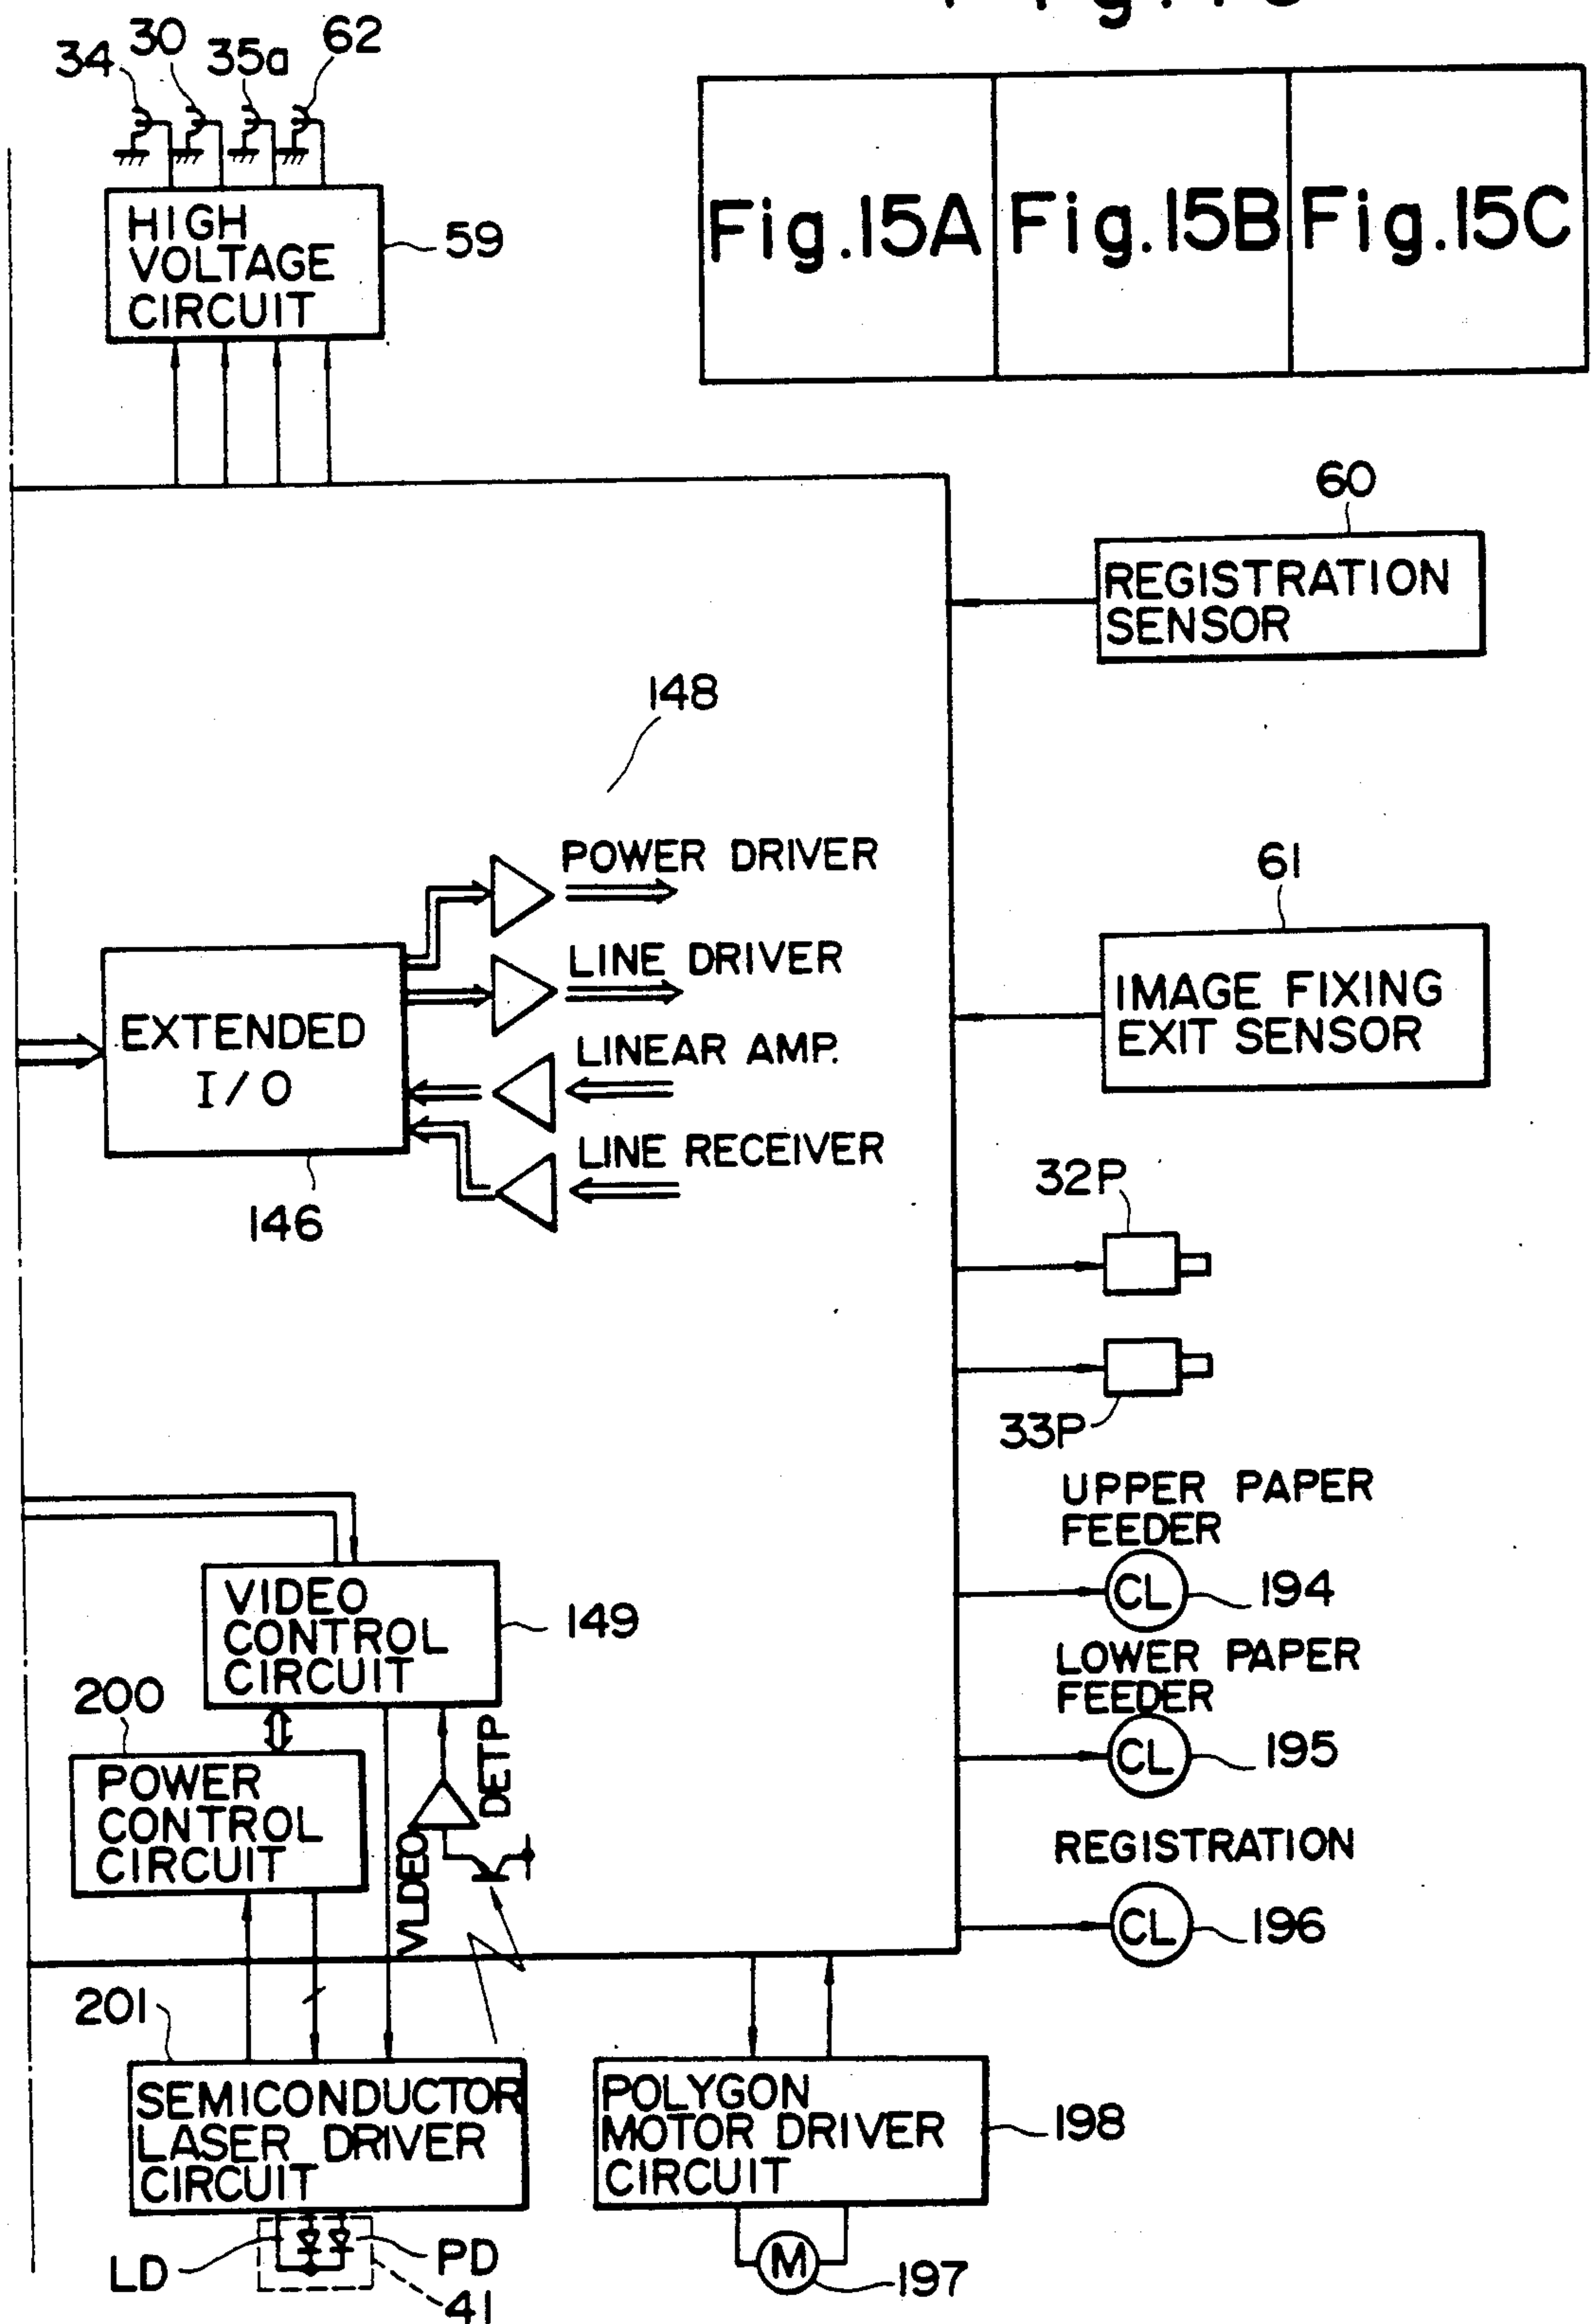 34
30
35a
62
HIGH
VOLTAGE
CIRCUIT
59
Fig.15A
Fig.15B
Fig.15C
60
REGISTRATION
SENSOR
148
POWER DRIVER
LINE DRIVER
LINEAR AMP.
LINE RECEIVER
EXTENDED
I/O
146
61
IMAGE FIXING
EXIT SENSOR
32P
33P
UPPER PAPER
FEEDER
CL
194
LOWER PAPER
FEEDER
CL
195
REGISTRATION
CL
196
VIDEO
CONTROL
CIRCUIT
149
200
POWER
CONTROL
CIRCUIT
DETP
201
SEMICONDUCTOR
LASER DRIVER
CIRCUIT
LD
PD
41
POLYGON
MOTOR DRIVER
CIRCUIT
198
M
197